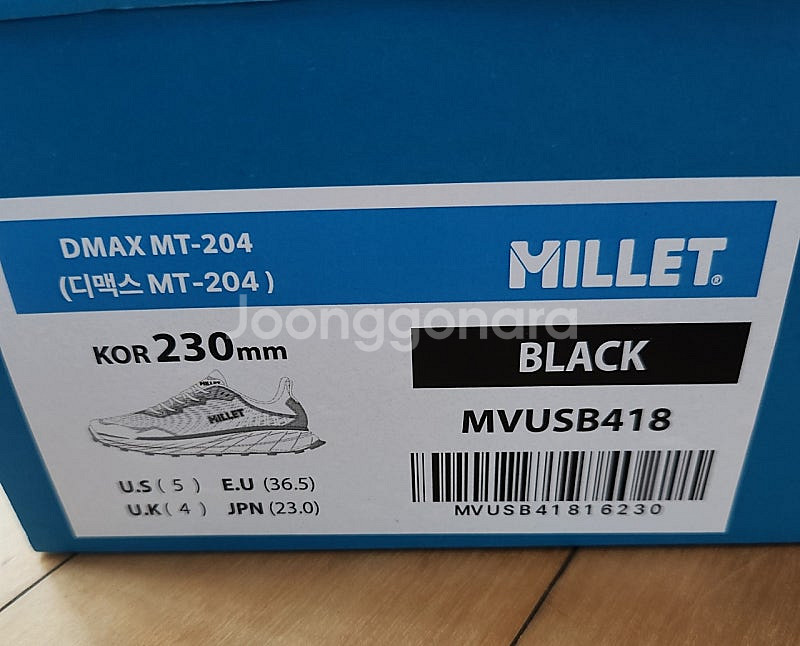 DMAX MT-204
(디맥스 MT-204 )
MILLET®
Joonggonara
KOR 230mm
BLACK
MILLET
MILLET
MVUSB418
U.S ( 5 ) E.U (36.5)
U.K ( 4 ) JPN (23.0)
MVUSB41816230